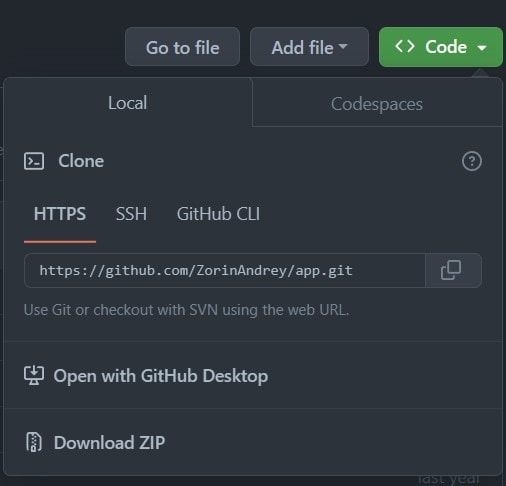 Go to file
Add file
Code
Local
Codespaces
Clone
HTTPS
SSH
GitHub CLI
https://github.com/ZorinAndrey/app.git
Use Git or checkout with SVN using the web URL.
Open with GitHub Desktop
Download ZIP
last year